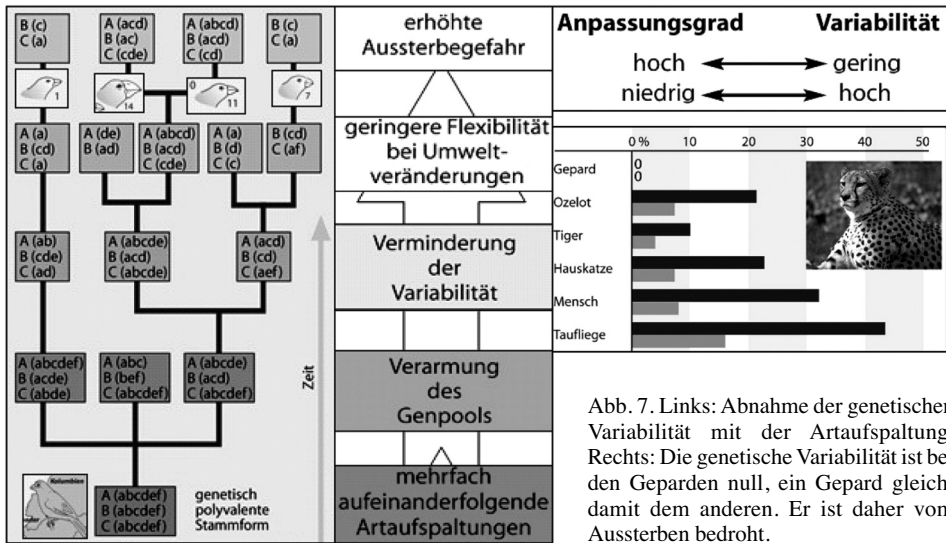 B (c)
C (a)
A (acd)
B (ac)
C (cde)
A (abcd)
B (acd)
C (cd)
B (c)
C (a)
1
14
0
11
7
A (a)
B (cd)
C (a)
A (de)
B (ad)
A (abcd)
B (acd)
C (cde)
A (a)
B (d)
C (c)
B (cd)
C (af)
A (ab)
B (cde)
C (ad)
A (abcde)
B (acd)
C (abcde)
A (acd)
B (cd)
C (aef)
A (abcdef)
B (acde)
C (abde)
A (abc)
B (bef)
C (abcdef)
A (abcde)
B (acd)
C (abcdef)
Zeit
Kolumbien
A (abcdef)
B (abcdef)
C (abcdef)
genetisch
polyvalente
Stammform
erhöhte
Aussterbegefahr
geringere Flexibilität
bei Umwelt-
veränderungen
Verminderung
der
Variabilität
Verarmung
des
Genpools
mehrfach
aufeinanderfolgende
Artaufspaltungen
Anpassungsgrad Variabilität
hoch gering
niedrig hoch
0 % 10 20 30 40 50
Gepard 0
0
Ozelot
Tiger
Hauskatze
Mensch
Taufliege
Abb. 7. Links: Abnahme der genetischen
Variabilität mit der Artaufspaltung
Rechts: Die genetische Variabilität ist be
den Geparden null, ein Gepard gleich
damit dem anderen. Er ist daher von
Aussterben bedroht.